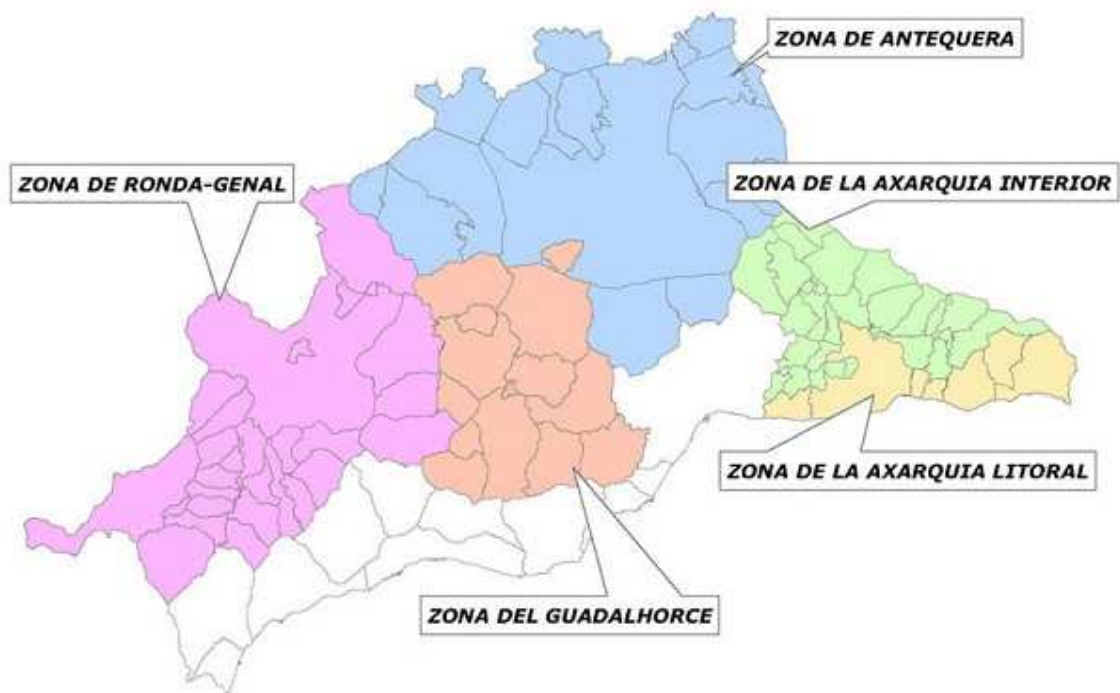 ZONA DE ANTEQUERA
ZONA DE RONDA-GENAL
ZONA DE LA AXARQUIA INTERIOR
ZONA DE LA AXARQUIA LITORAL
ZONA DEL GUADALHORCE